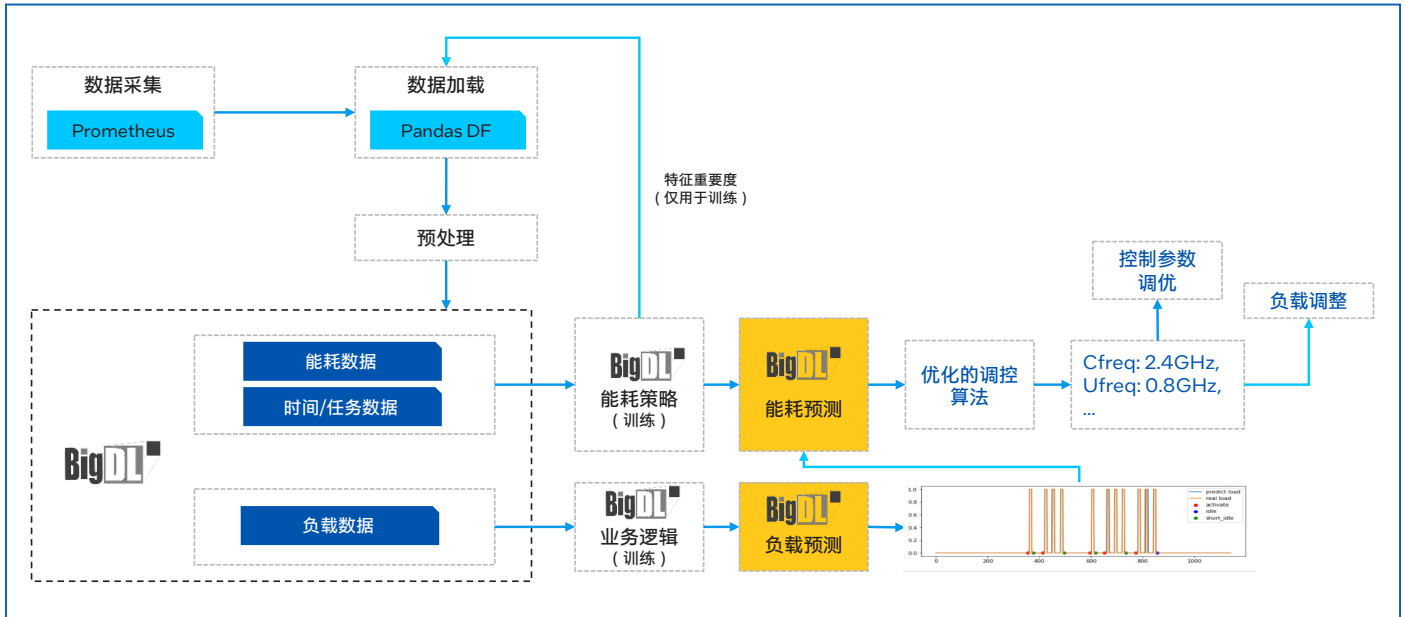 数据采集
Prometheus
数据加载
Pandas DF
特征重要度
(仅用于训练)
预处理
控制参数
调优
负载调整
能耗数据
时间/任务数据
BigDL
负载数据
BigDL
能耗策略
(训练)
BigDL
能耗预测
优化的调控
算法
Cfreq: 2.4GHz,
Ufreq: 0.8GHz,
...
BigDL
业务逻辑
(训练)
BigDL
负载预测
1.0
0.8
0.6
0.4
0.2
0.0
0
200
400
600
800
1000
predict load
real load
activate
idle
short_idle